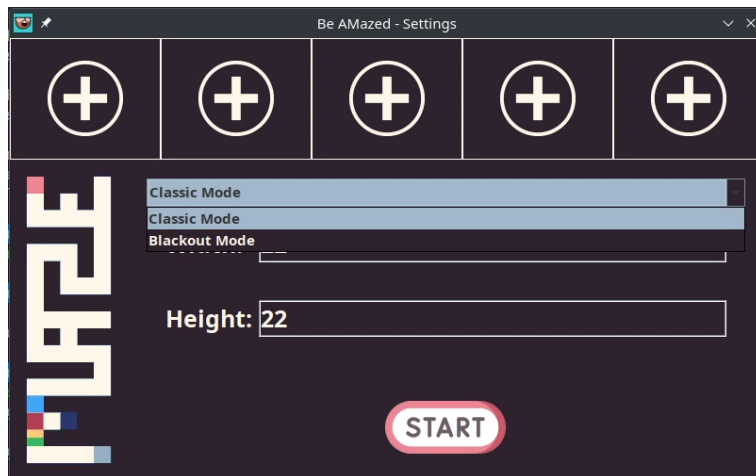 Be AMazed - Settings
Classic Mode
Classic Mode
Blackout Mode
Height: 22
START